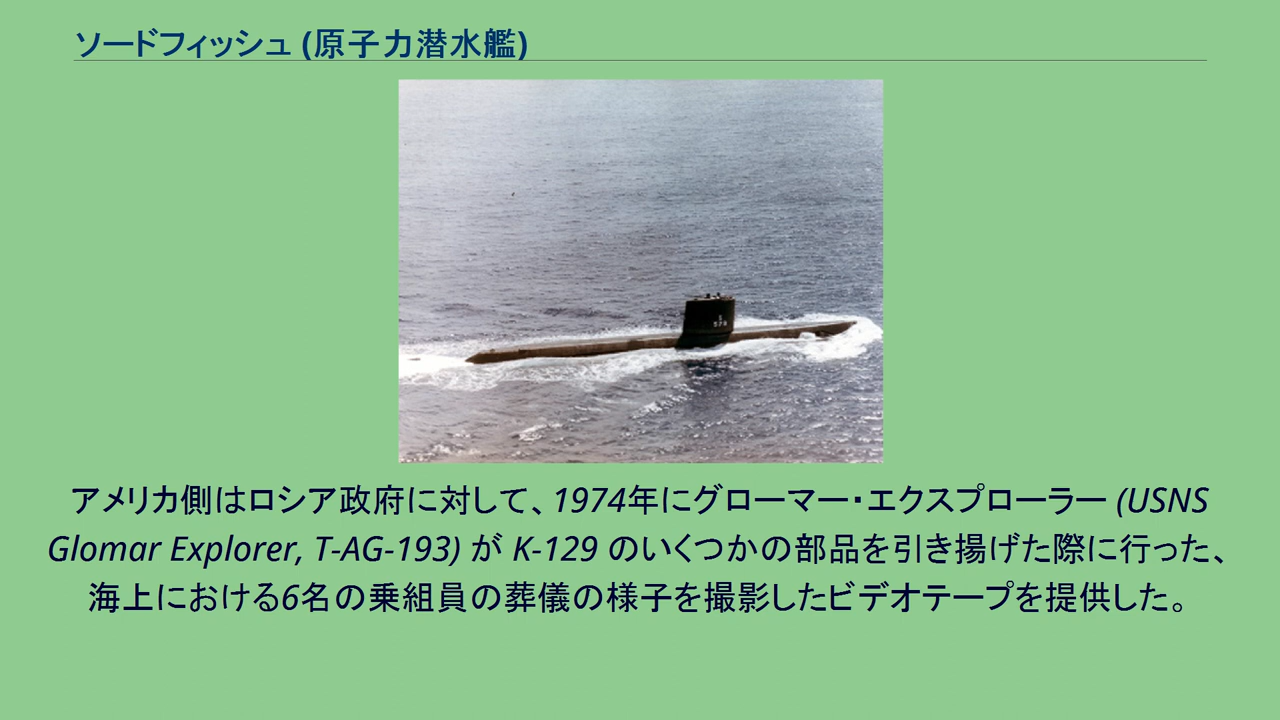 ソードフィッシュ (原子力潜水艦)
S
579
アメリカ側はロシア政府に対して、1974年にグローマー・エクスプローラー (USNS
Glomar Explorer, T-AG-193) が K-129 のいくつかの部品を引き揚げた際に行った、
海上における6名の乗組員の葬儀の様子を撮影したビデオテープを提供した。